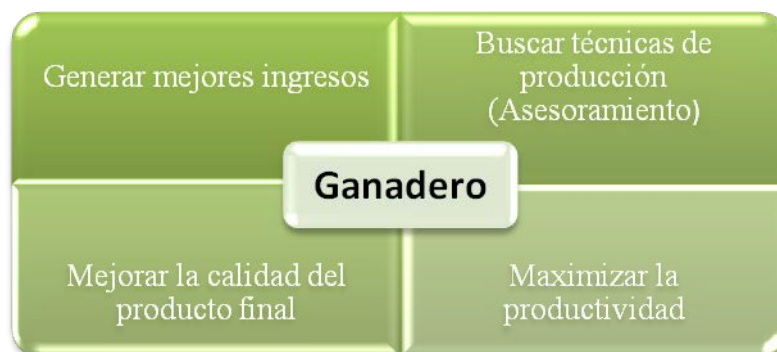 Generar mejores ingresos
Buscar técnicas de
producción
(Asesoramiento)
Ganadero
Mejorar la calidad del
producto final
Maximizar la
productividad